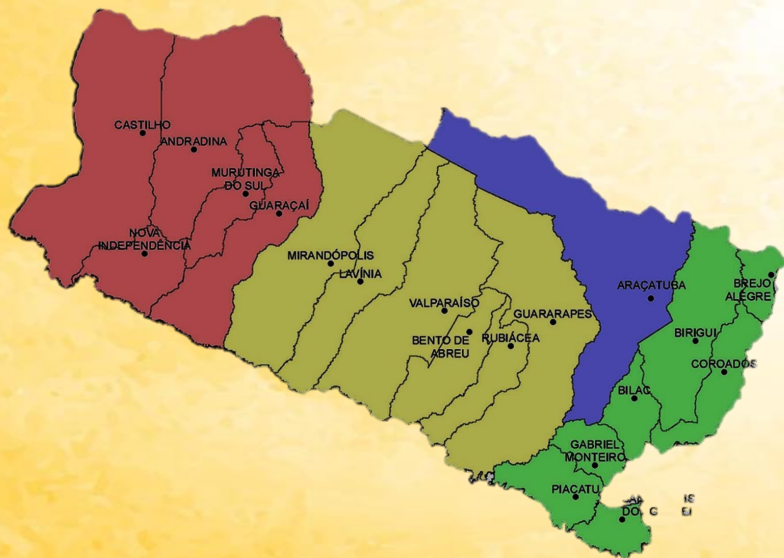 CASTILHO
ANDRADINA
MURUTINGA
DO SUL
GUARAÇAÍ
NOVA
INDEPENDÊNCIA
MIRANDÓPOLIS
LAVÍNIA
VALPARAÍSO
BENTO DE
ABREU
RUBIÁCEA
GUARARAPES
ARAÇATUBA
BREJO
ALEGRE
BIRIGUI
COROADOS
BILAC
GABRIEL
MONTEIRO
PIACATU